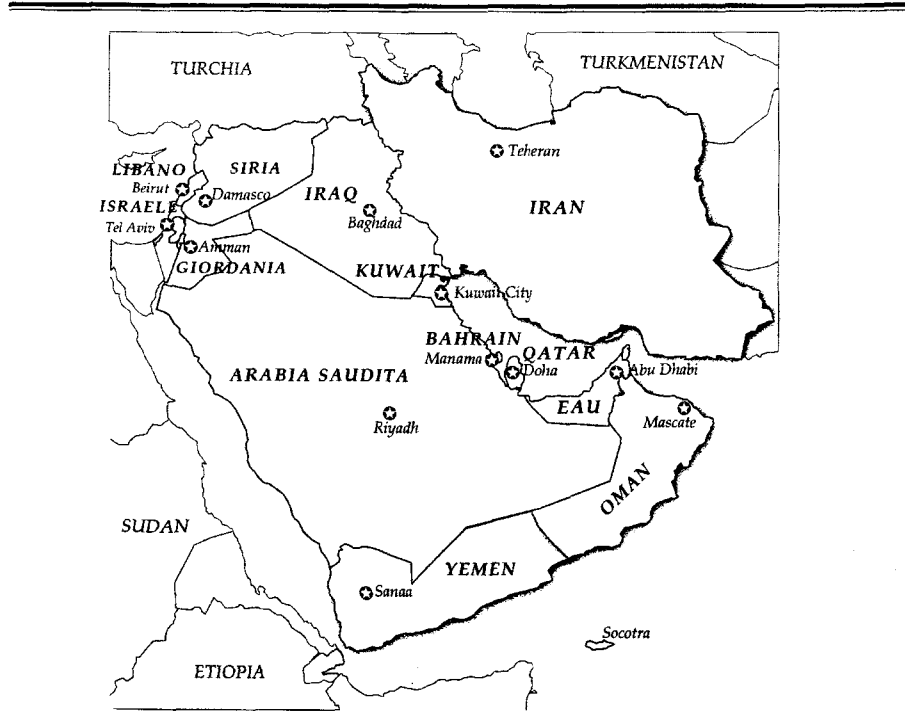 TURCHIA
TURKMENISTAN
Teheran
LIBANO
SIRIA
Beirut
Damasco
IRAQ
ISRAELE
Baghdad
IRAN
Tel Aviv
Amman
GIORDANIA
KUWAIT
Kuwait City
BAHRAIN
QATAR
Manama
Doha
Abu Dhabi
ARABIA SAUDITA
EAU
Riyadh
Mascate
OMAN
SUDAN
YEMEN
Sanaa
Socotra
ETIOPIA